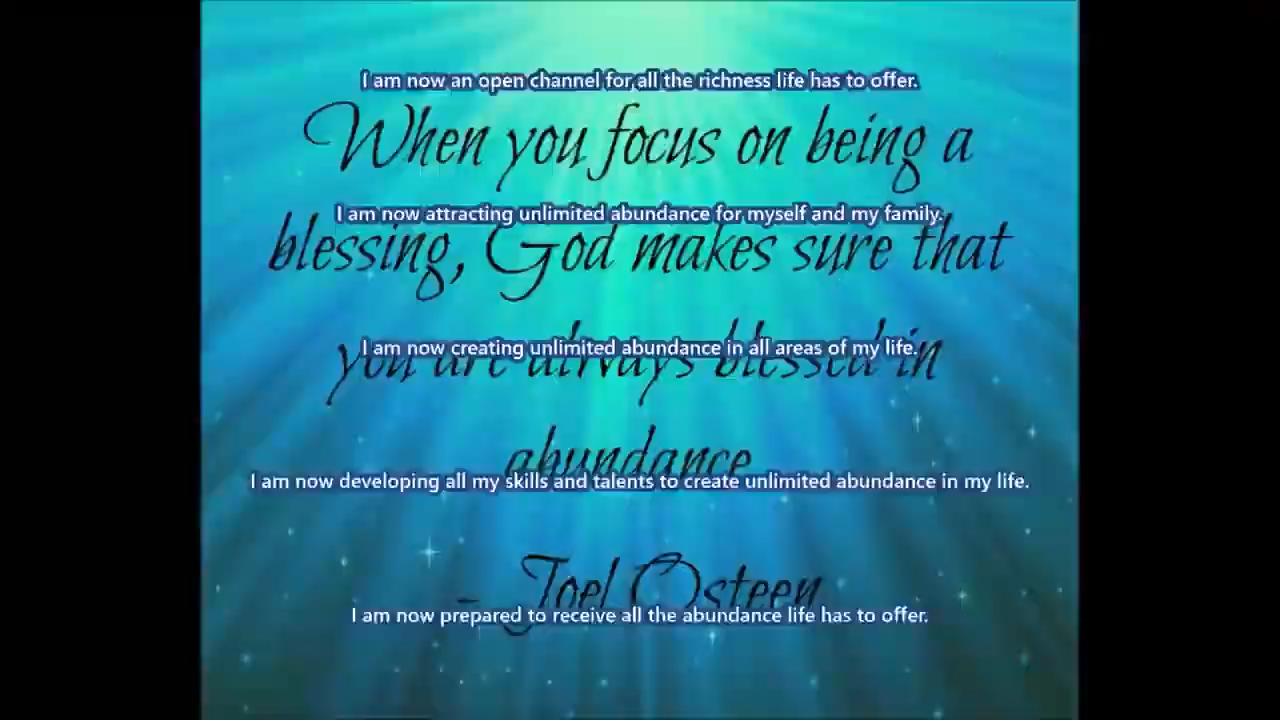 I am now an open channel for all the richness life has to offer.
When you focus on being a
I am now attracting unlimited abundance for myself and my family.
blessing, God makes sure that
I am now creating unlimited abundance in all areas of my life.
you are always blessed in
abundance
I am now developing all my skills and talents to create unlimited abundance in my life.
- Joel Osteen
I am now prepared to receive all the abundance life has to offer.